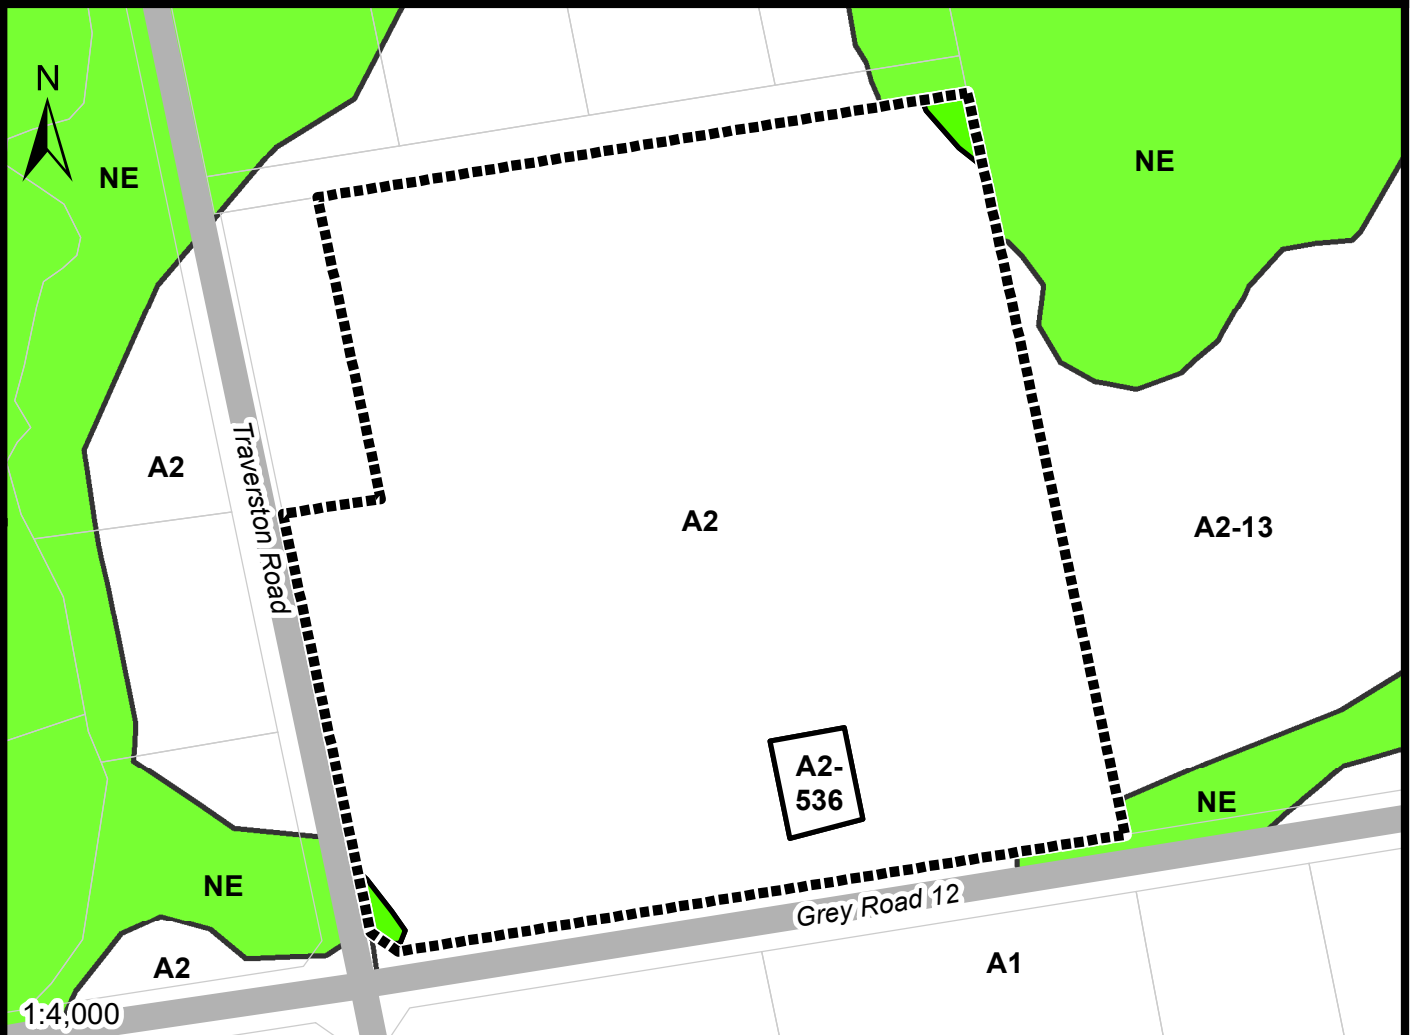 N
NE
NE
A2
Traverston Road
A2
A2-13
A2-
536
NE
NE
Grey Road 12
A2
A1
1:4,000